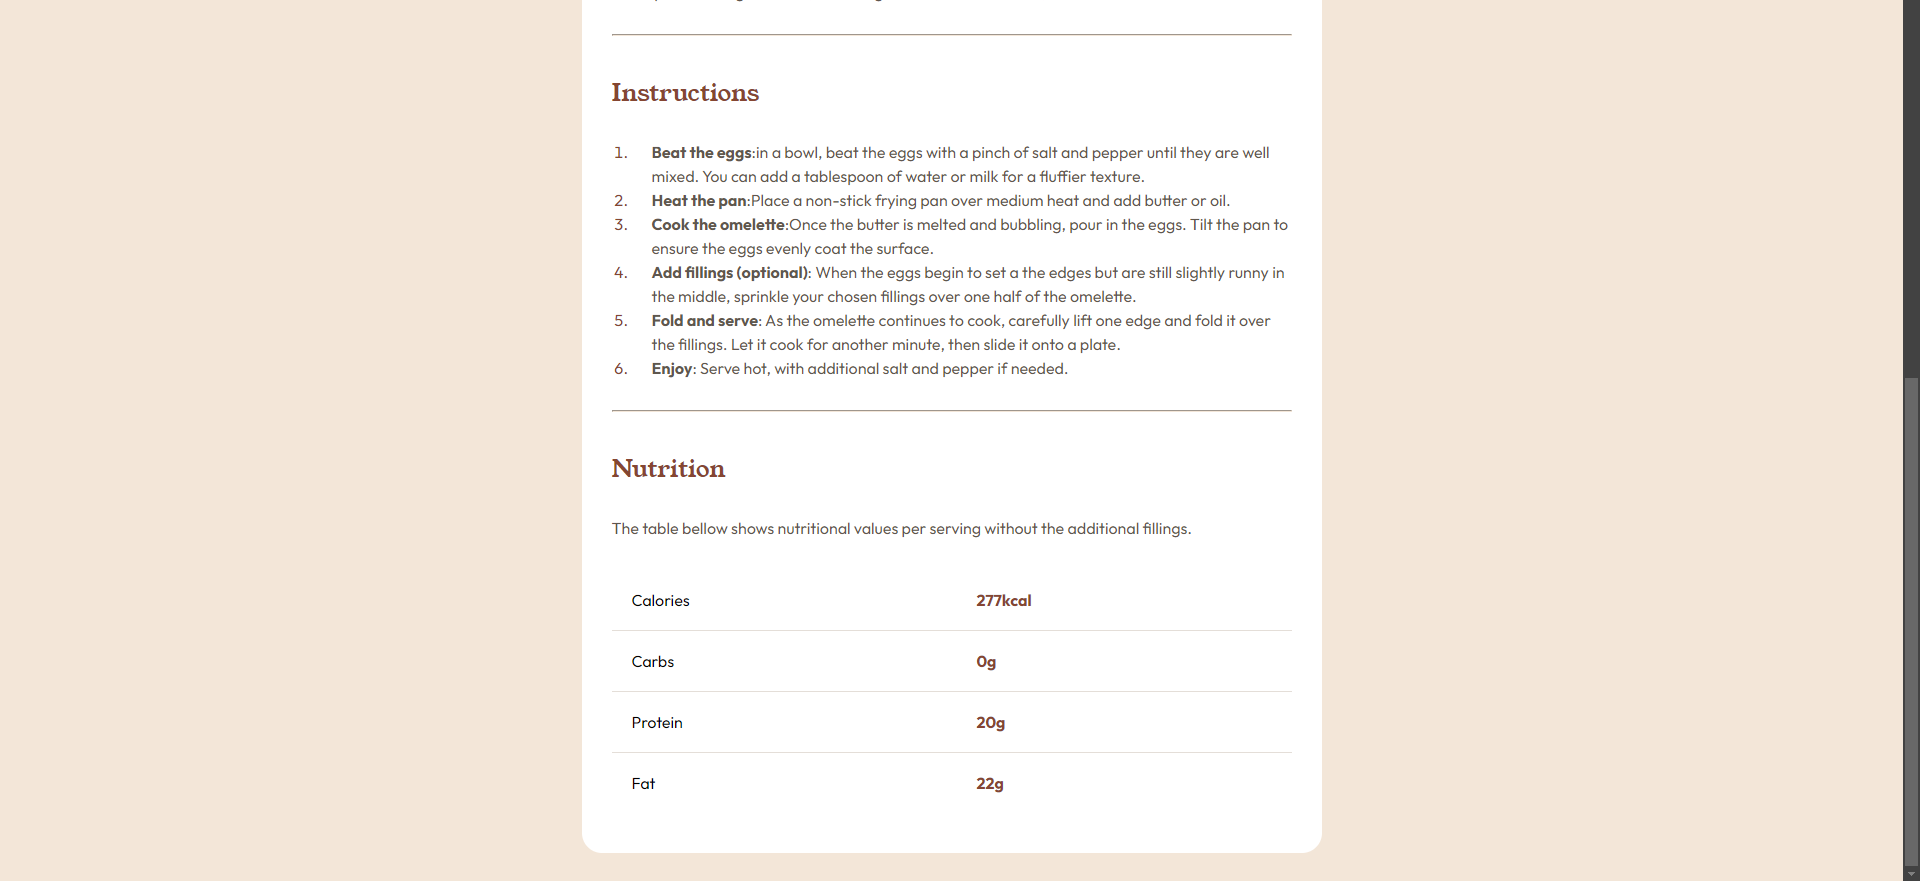 Instructions
1. Beat the eggs:in a bowl, beat the eggs with a pinch of salt and pepper until they are well
mixed. You can add a tablespoon of water or milk for a fluffier texture.
2. Heat the pan:Place a non-stick frying pan over medium heat and add butter or oil.
3. Cook the omelette:Once the butter is melted and bubbling, pour in the eggs. Tilt the pan to
ensure the eggs evenly coat the surface.
4. Add fillings (optional): When the eggs begin to set a the edges but are still slightly runny in
the middle, sprinkle your chosen fillings over one half of the omelette.
5. Fold and serve: As the omelette continues to cook, carefully lift one edge and fold it over
the fillings. Let it cook for another minute, then slide it onto a plate.
6. Enjoy: Serve hot, with additional salt and pepper if needed.
Nutrition
The table bellow shows nutritional values per serving without the additional fillings.
Calories 277kcal
Carbs 0g
Protein 20g
Fat 22g